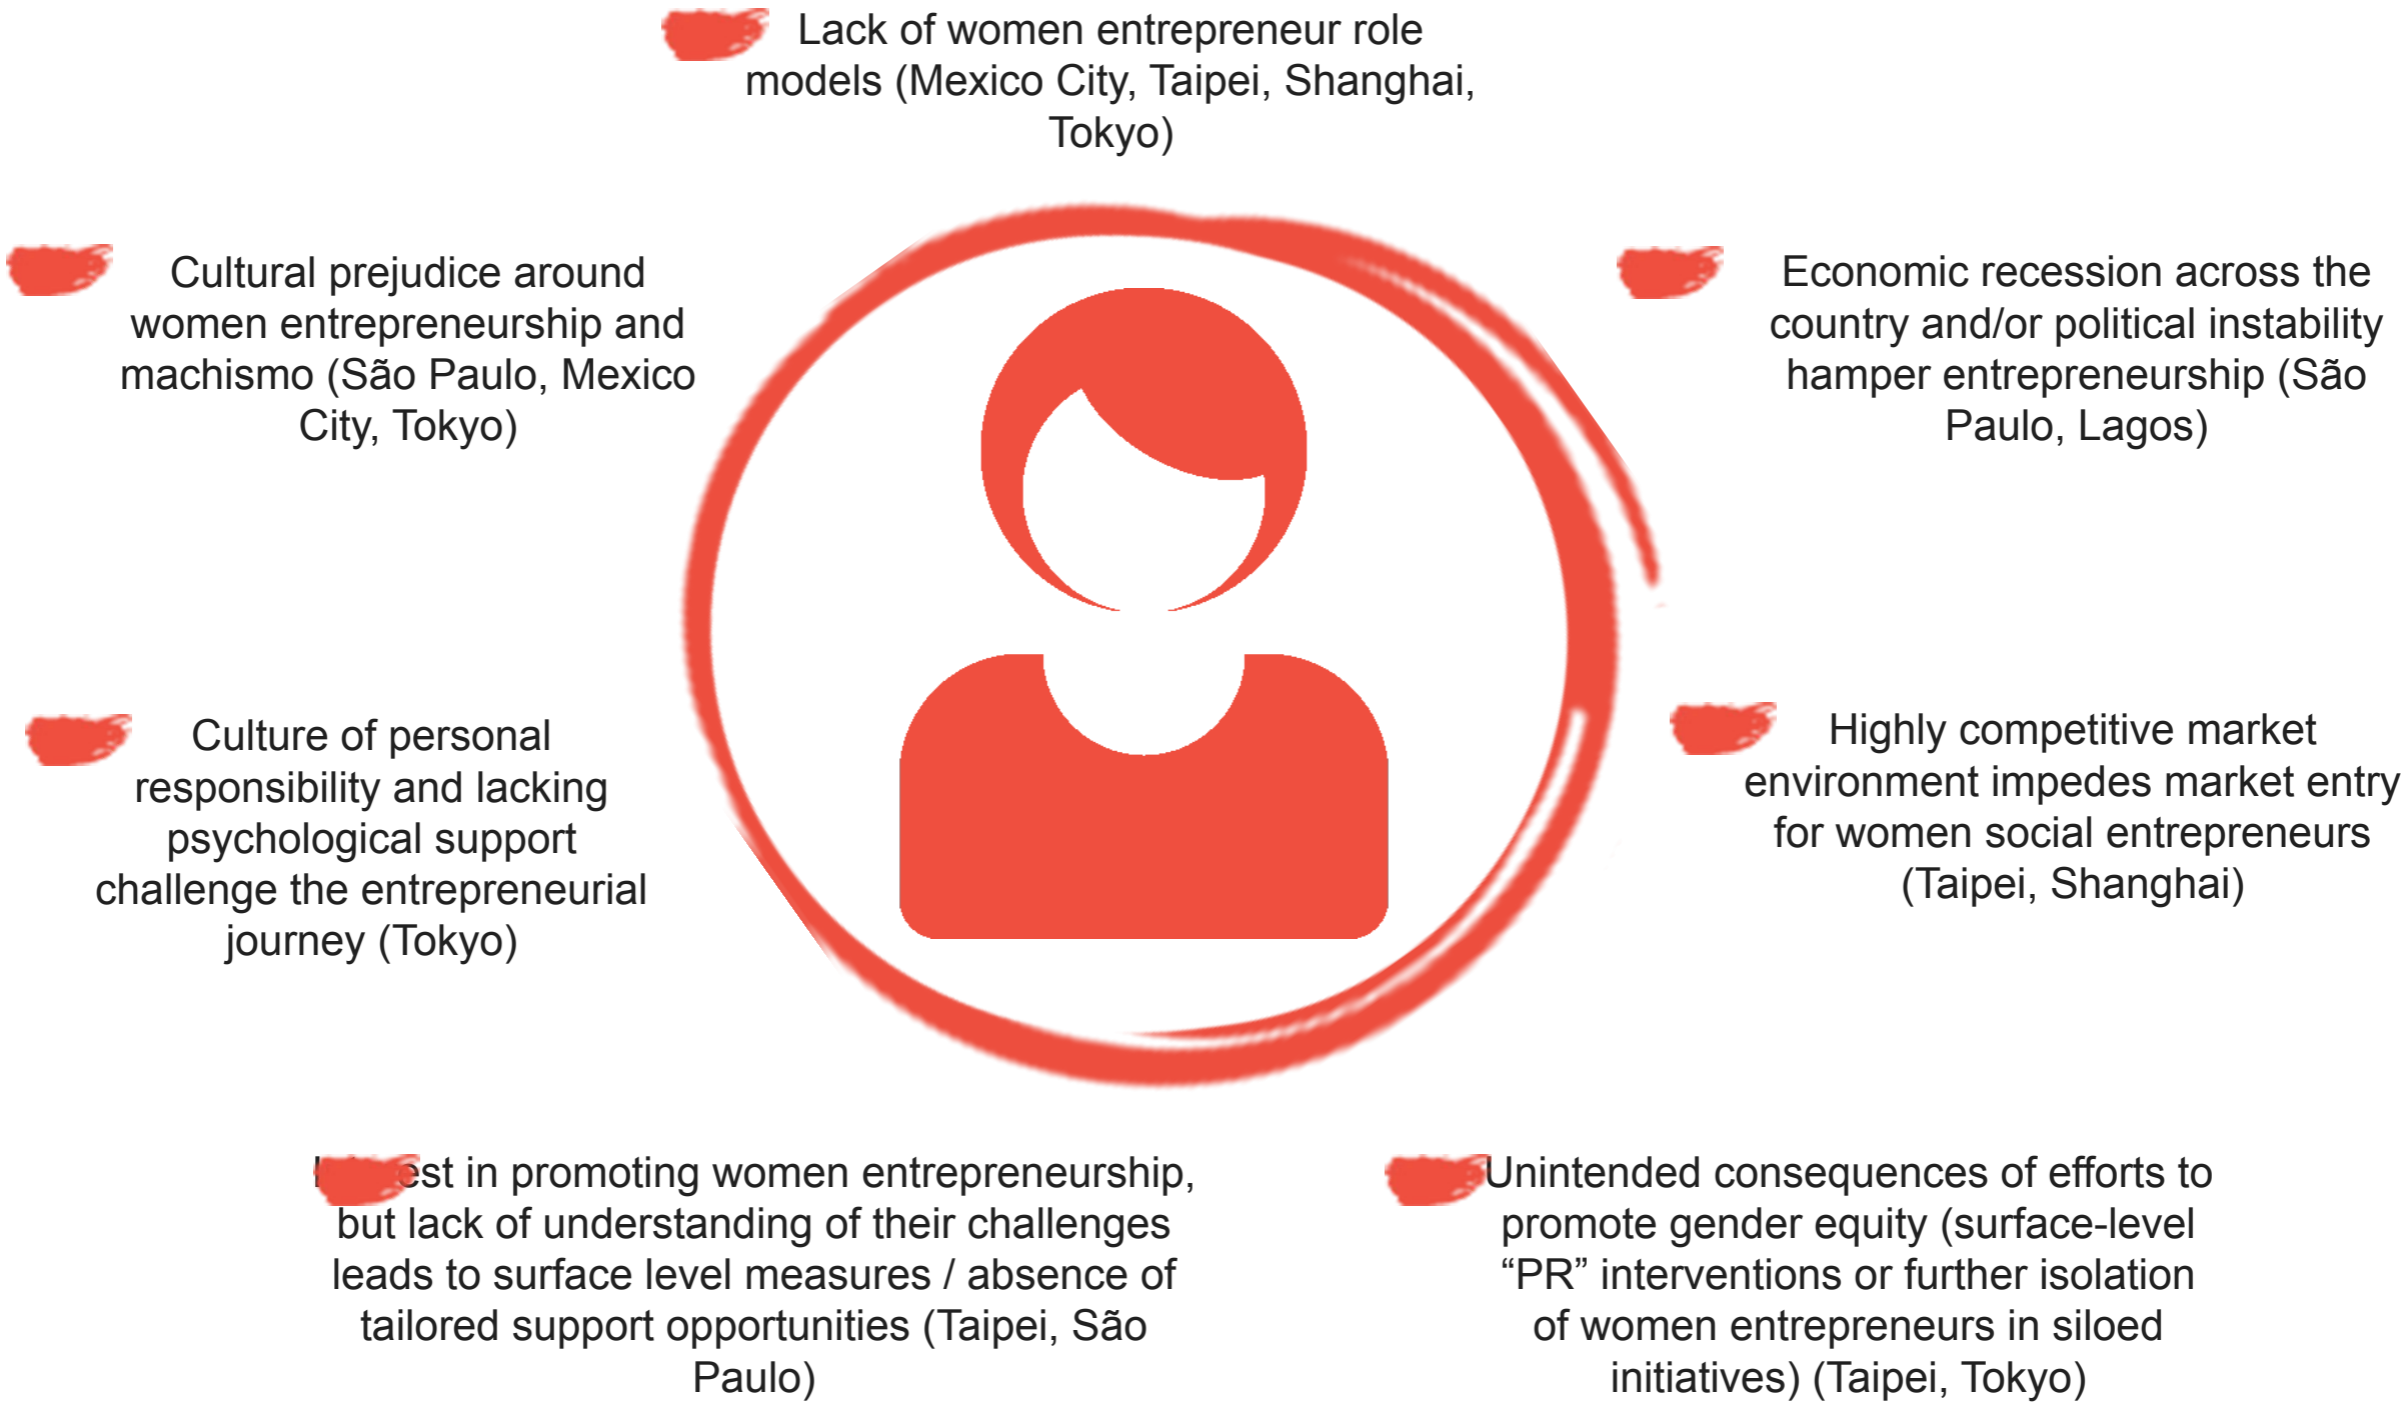 Lack of women entrepreneur role
models (Mexico City, Taipei, Shanghai,
Tokyo)
Cultural prejudice around
women entrepreneurship and
machismo (São Paulo, Mexico
City, Tokyo)
Economic recession across the
country and/or political instability
hamper entrepreneurship (São
Paulo, Lagos)
Culture of personal
responsibility and lacking
psychological support
challenge the entrepreneurial
journey (Tokyo)
Highly competitive market
environment impedes market entry
for women social entrepreneurs
(Taipei, Shanghai)
in promoting women entrepreneurship,
but lack of understanding of their challenges
leads to surface level measures / absence of
tailored support opportunities (Taipei, São
Paulo)
Unintended consequences of efforts to
promote gender equity (surface-level
“PR” interventions or further isolation
of women entrepreneurs in siloed
initiatives) (Taipei, Tokyo)